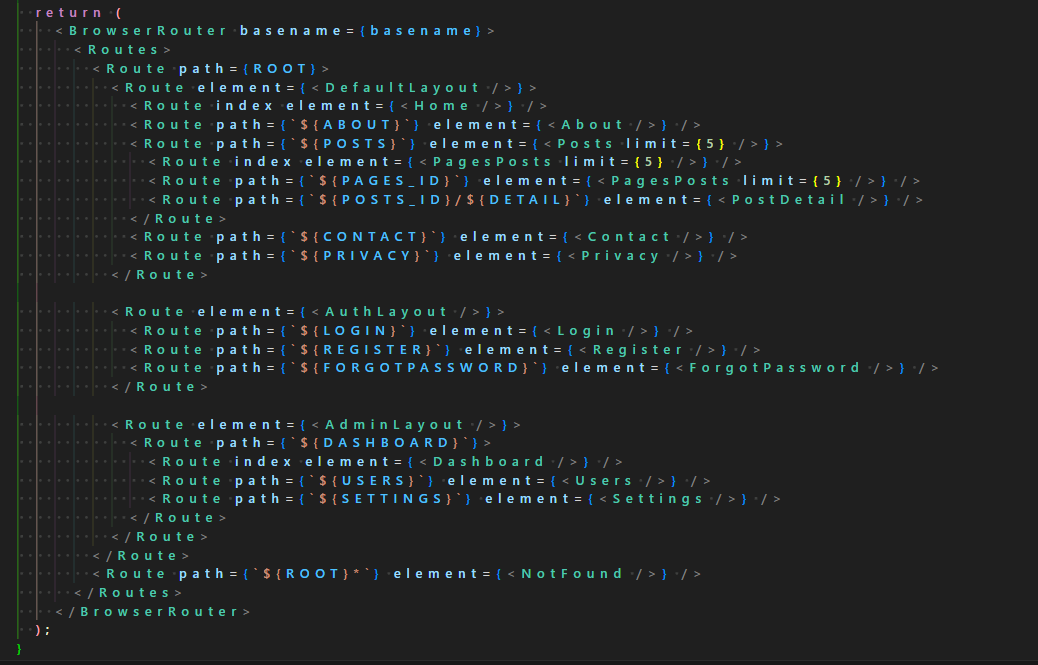 return (
<BrowserRouter basename={basename}>
<Routes>
<Route path={ROOT}>
<Route element={<DefaultLayout />}>
<Route index element={<Home />} />
<Route path={`${ABOUT}`} element={<About />} />
<Route path={`${POSTS}`} element={<Posts limit={5} />}>
<Route index element={<PagesPosts limit={5} />} />
<Route path={`${PAGES_ID}`} element={<PagesPosts limit={5} />} />
<Route path={`${POSTS_ID}/${DETAIL}`} element={<PostDetail />} />
</Route>
<Route path={`${CONTACT}`} element={<Contact />} />
<Route path={`${PRIVACY}`} element={<Privacy />} />
</Route>
<Route element={<AuthLayout />}>
<Route path={`${LOGIN}`} element={<Login />} />
<Route path={`${REGISTER}`} element={<Register />} />
<Route path={`${FORGOTPASSWORD}`} element={<ForgotPassword />} />
</Route>
<Route element={<AdminLayout />}>
<Route path={`${DASHBOARD}`}>
<Route index element={<Dashboard />} />
<Route path={`${USERS}`} element={<Users />} />
<Route path={`${SETTINGS}`} element={<Settings />} />
</Route>
</Route>
</Route>
<Route path={`${ROOT}*`} element={<NotFound />} />
</Routes>
</BrowserRouter>
);
}